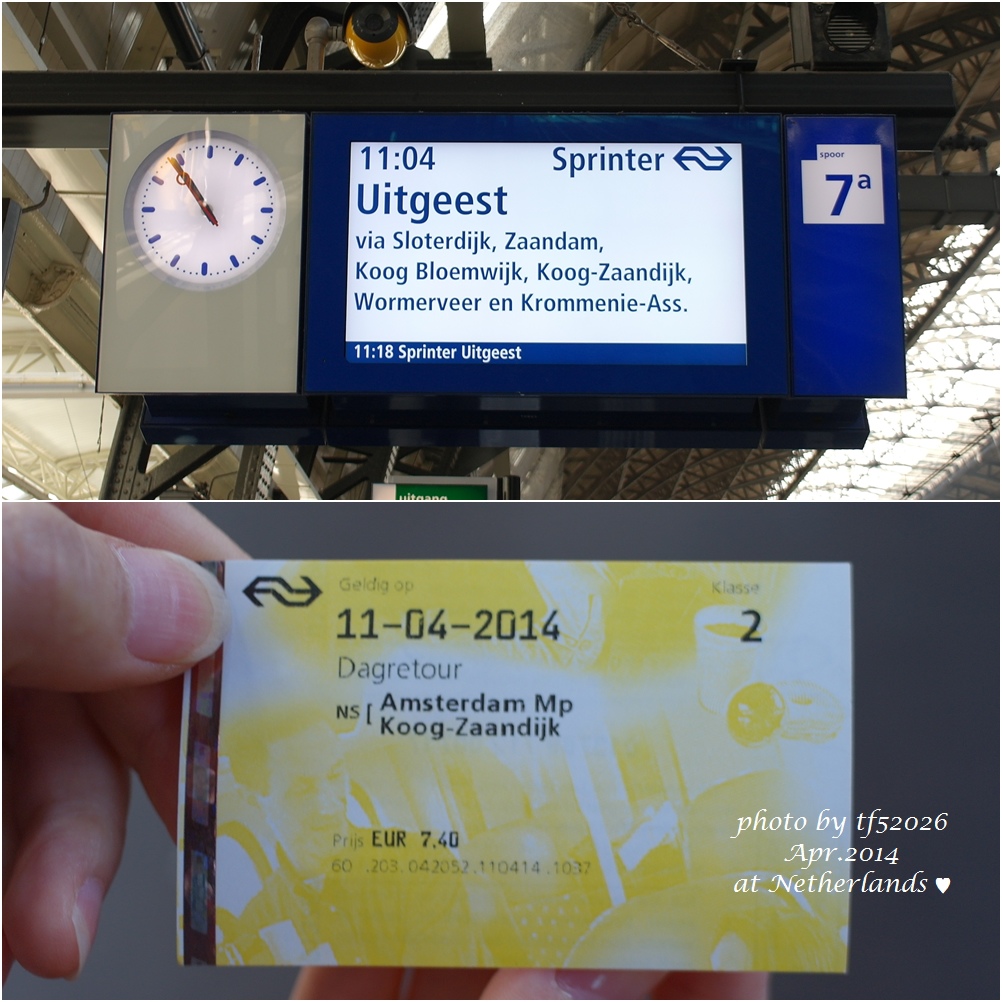 11:04 Sprinter
Uitgeest
via Sloterdijk, Zaandam,
Koog Bloemwijk, Koog-Zaandijk,
Wormerveer en Krommenie-Ass.
11:18 Sprinter Uitgeest
spoor
7a
uitgang
Geldig op
Klasse
11-04-2014
2
Dagretour
NS [ Amsterdam Mp
Koog-Zaandijk
Prijs EUR 7,40
60 .203. 042052.110414 .1037
photo by tf52026
Apr.2014
at Netherlands ♥